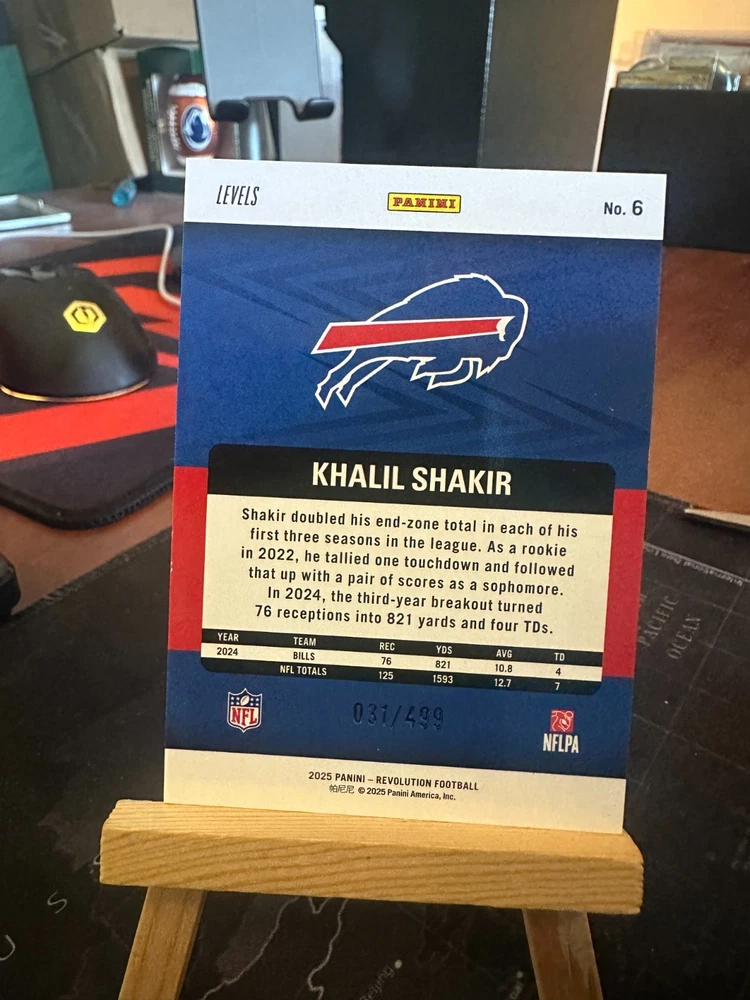 LEVELS
PANINI
No. 6
KHALIL SHAKIR
Shakir doubled his end-zone total in each of his
first three seasons in the league. As a rookie
in 2022, he tallied one touchdown and followed
that up with a pair of scores as a sophomore.
In 2024, the third-year breakout turned
76 receptions into 821 yards and four TDs.
YEAR TEAM REC YDS AVG TD
2024 BILLS 76 821 10.8 4
NFL TOTALS 125 1593 12.7 7
NFL
031/499
NFLPA
2025 PANINI – REVOLUTION FOOTBALL
帕尼尼 © 2025 Panini America, Inc.
International Date
PACIFIC
OCEAN
U S
Beijing